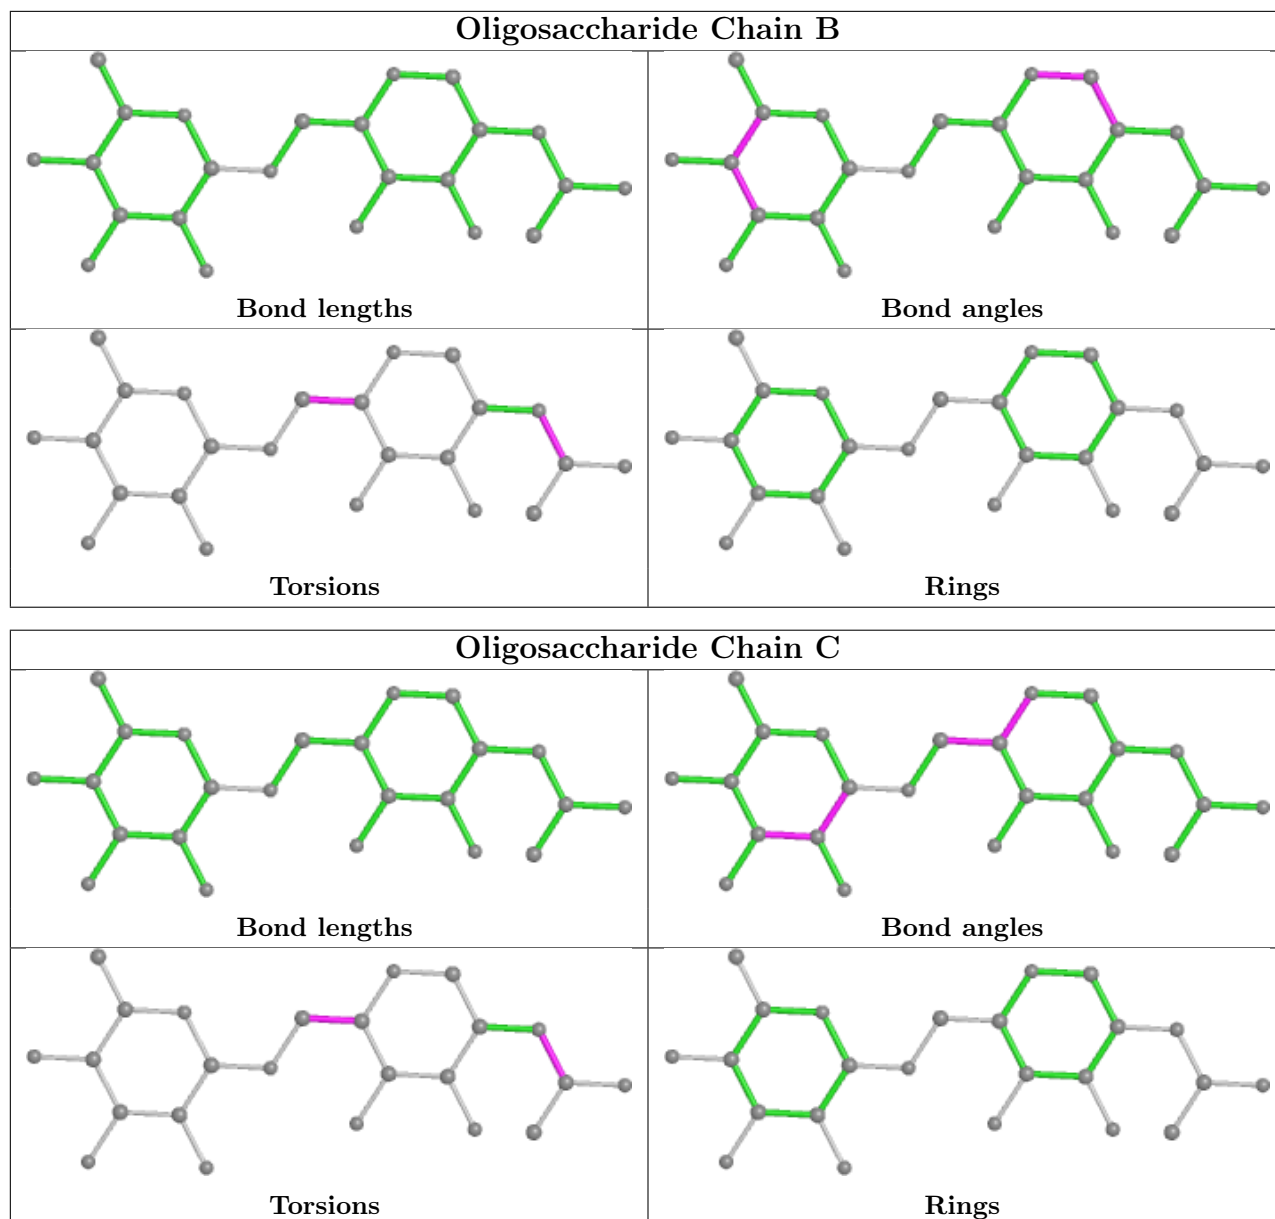 Oligosaccharide Chain B
Bond lengths
Bond angles
Torsions
Rings
Oligosaccharide Chain C
Bond lengths
Bond angles
Torsions
Rings